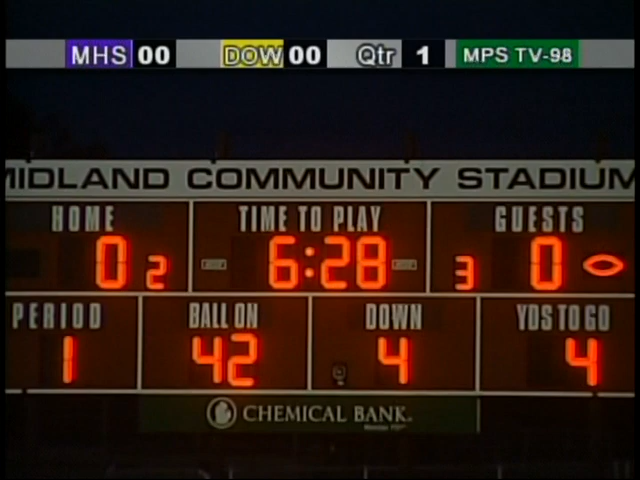 MHS 00 DOW 00 Qtr 1 MPS TV-98
MIDLAND COMMUNITY STADIUM
HOME TIME TO PLAY GUESTS
0 2 6:28 3 0
PERIOD BALL ON DOWN YDS TO GO
1 42 4 4
CHEMICAL BANK